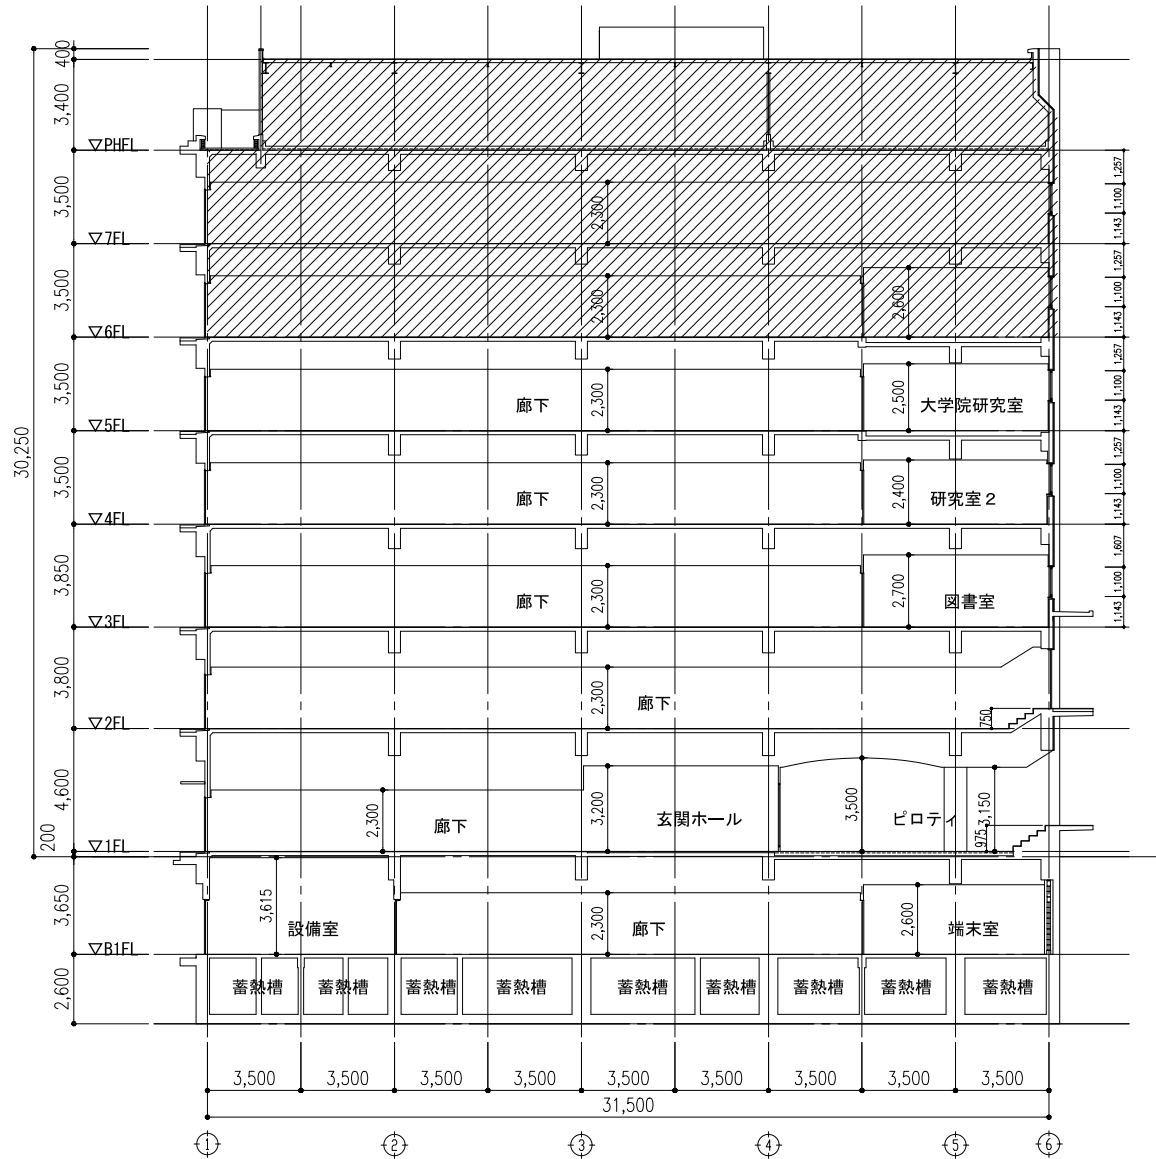 400
3,400
▽PHFL
3,500
2,300
1,257
1,100
1,143
▽7FL
3,500
2,300
2,600
1,257
1,100
1,143
▽6FL
3,500
廊下
2,300
2,500
大学院研究室
1,257
1,100
1,143
▽5FL
30,250
3,500
廊下
2,300
2,400
研究室2
1,257
1,100
1,143
▽4FL
3,850
廊下
2,300
2,700
図書室
1,607
1,100
1,143
▽3FL
3,800
2,300
廊下
750
▽2FL
4,600
2,300
廊下
3,200
玄関ホール
3,500
ピロティ
975
3,150
200
▽1FL
3,650
3,615
設備室
2,300
廊下
2,600
端末室
▽B1FL
2,600
蓄熱槽 蓄熱槽 蓄熱槽 蓄熱槽 蓄熱槽 蓄熱槽 蓄熱槽 蓄熱槽 蓄熱槽
3,500 3,500 3,500 3,500 3,500 3,500 3,500 3,500 3,500
31,500
1 2 3 4 5 6